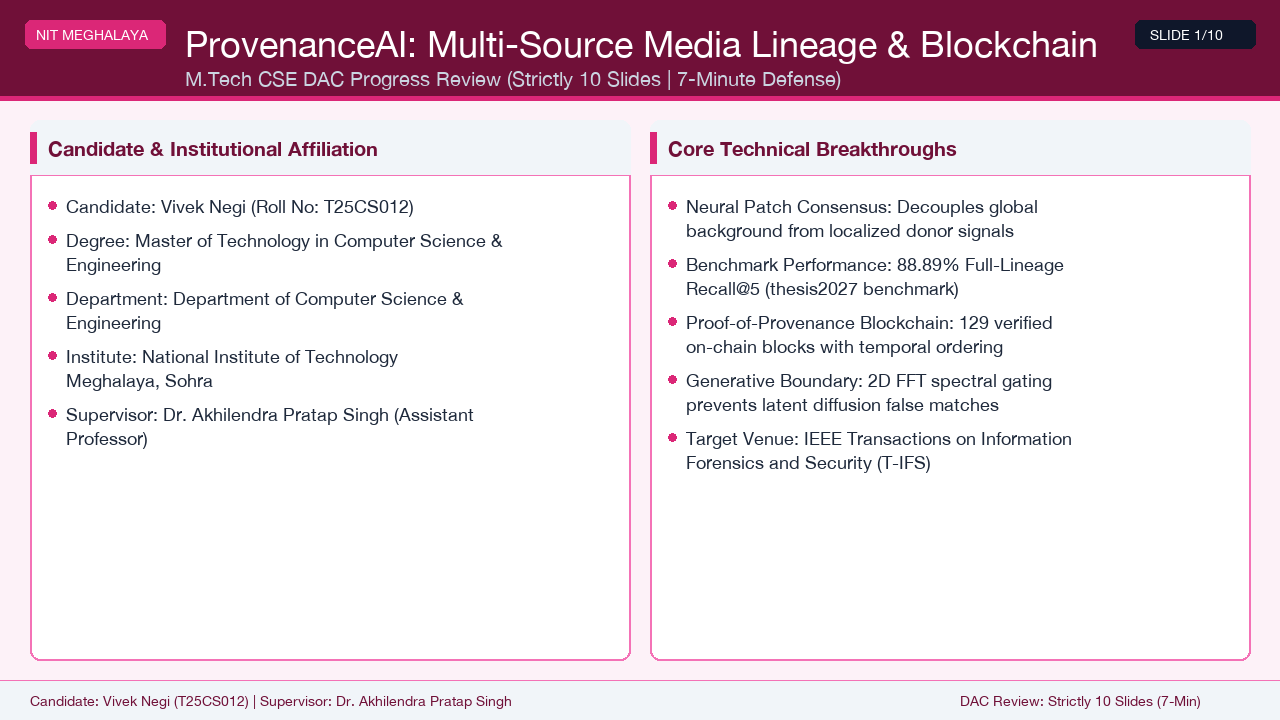 NIT MEGHALAYA
ProvenanceAI: Multi-Source Media Lineage & Blockchain
SLIDE 1/10
M.Tech CSE DAC Progress Review (Strictly 10 Slides | 7-Minute Defense)
Candidate & Institutional Affiliation
Candidate: Vivek Negi (Roll No: T25CS012)
Degree: Master of Technology in Computer Science &
Engineering
Department: Department of Computer Science &
Engineering
Institute: National Institute of Technology
Meghalaya, Sohra
Supervisor: Dr. Akhilendra Pratap Singh (Assistant
Professor)
Core Technical Breakthroughs
Neural Patch Consensus: Decouples global
background from localized donor signals
Benchmark Performance: 88.89% Full-Lineage
Recall@5 (thesis2027 benchmark)
Proof-of-Provenance Blockchain: 129 verified
on-chain blocks with temporal ordering
Generative Boundary: 2D FFT spectral gating
prevents latent diffusion false matches
Target Venue: IEEE Transactions on Information
Forensics and Security (T-IFS)
Candidate: Vivek Negi (T25CS012) | Supervisor: Dr. Akhilendra Pratap Singh
DAC Review: Strictly 10 Slides (7-Min)